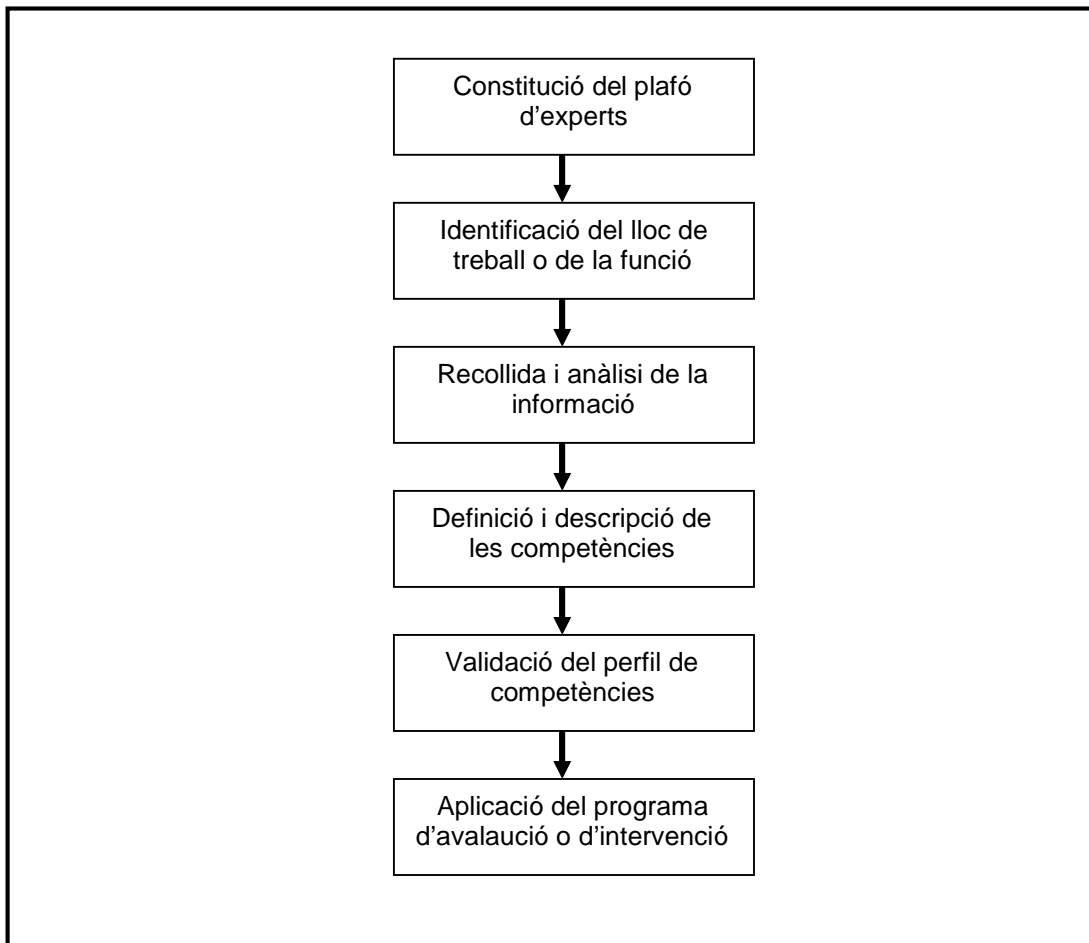 Constitució del plafó
d’experts
Identificació del lloc de
treball o de la funció
Recollida i anàlisi de la
informació
Definició i descripció de
les competències
Validació del perfil de
competències
Aplicació del programa
d’avalaució o d’intervenció